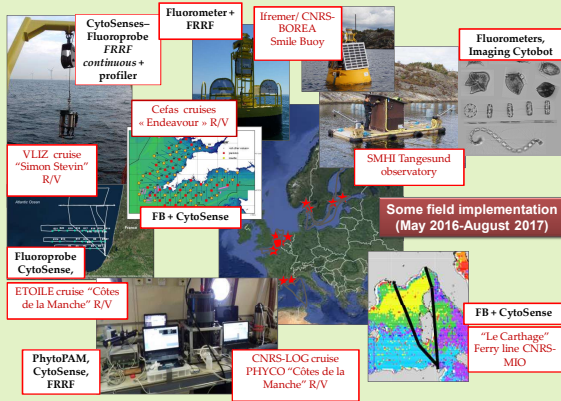 CytoSenses–
Fluoroprobe
FRRF
continuous +
profiler
Fluorometer +
FRRF
Ifremer/ CNRS-
BOREA
Smile Buoy
Fluorometers,
Imaging Cytobot
Cefas cruises
« Endeavour » R/V
VLIZ cruise
"Simon Stevin"
R/V
SMHI Tangesund
observatory
FB + CytoSense
Some field implementation
(May 2016-August 2017)
Atlantic Ocean
France
Fluoroprobe
CytoSense,
ETOILE cruise "Côtes
de la Manche" R/V
FB + CytoSense
"Le Carthage"
Ferry line CNRS-
MIO
PhytoPAM,
CytoSense,
FRRF
CNRS-LOG cruise
PHYCO "Côtes de la
Manche" R/V